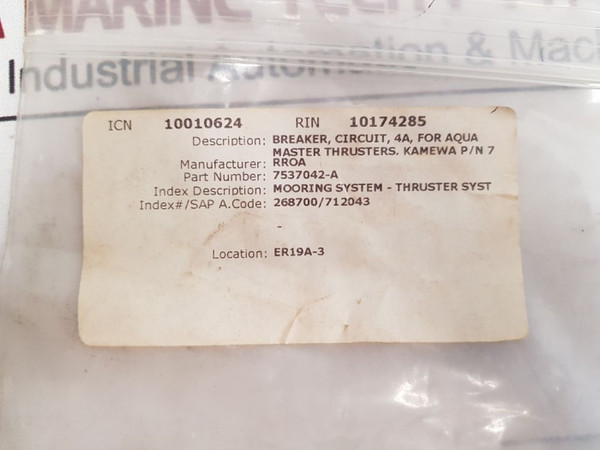 MARINE
Industrial Automation & Mac
ICN 10010624 RIN 10174285
Description: BREAKER, CIRCUIT, 4A, FOR AQUA
MASTER THRUSTERS. KAMEWA P/N 7
Manufacturer: RROA
Part Number: 7537042-A
Index Description: MOORING SYSTEM - THRUSTER SYST
Index#/SAP A.Code: 268700/712043
-
Location: ER19A-3